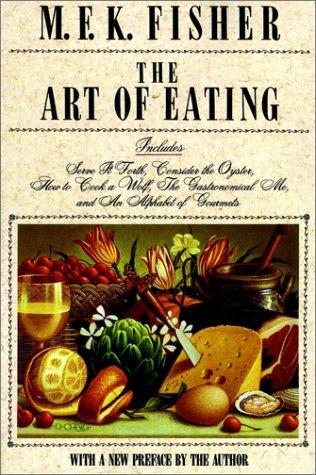 M.F.K. FISHER
THE
ART OF EATING
Includes
Serve It Forth, Consider the Oyster,
How to Cook a Wolf, The Gastronomical Me,
and An Alphabet of Gourmets
WITH A NEW PREFACE BY THE AUTHOR